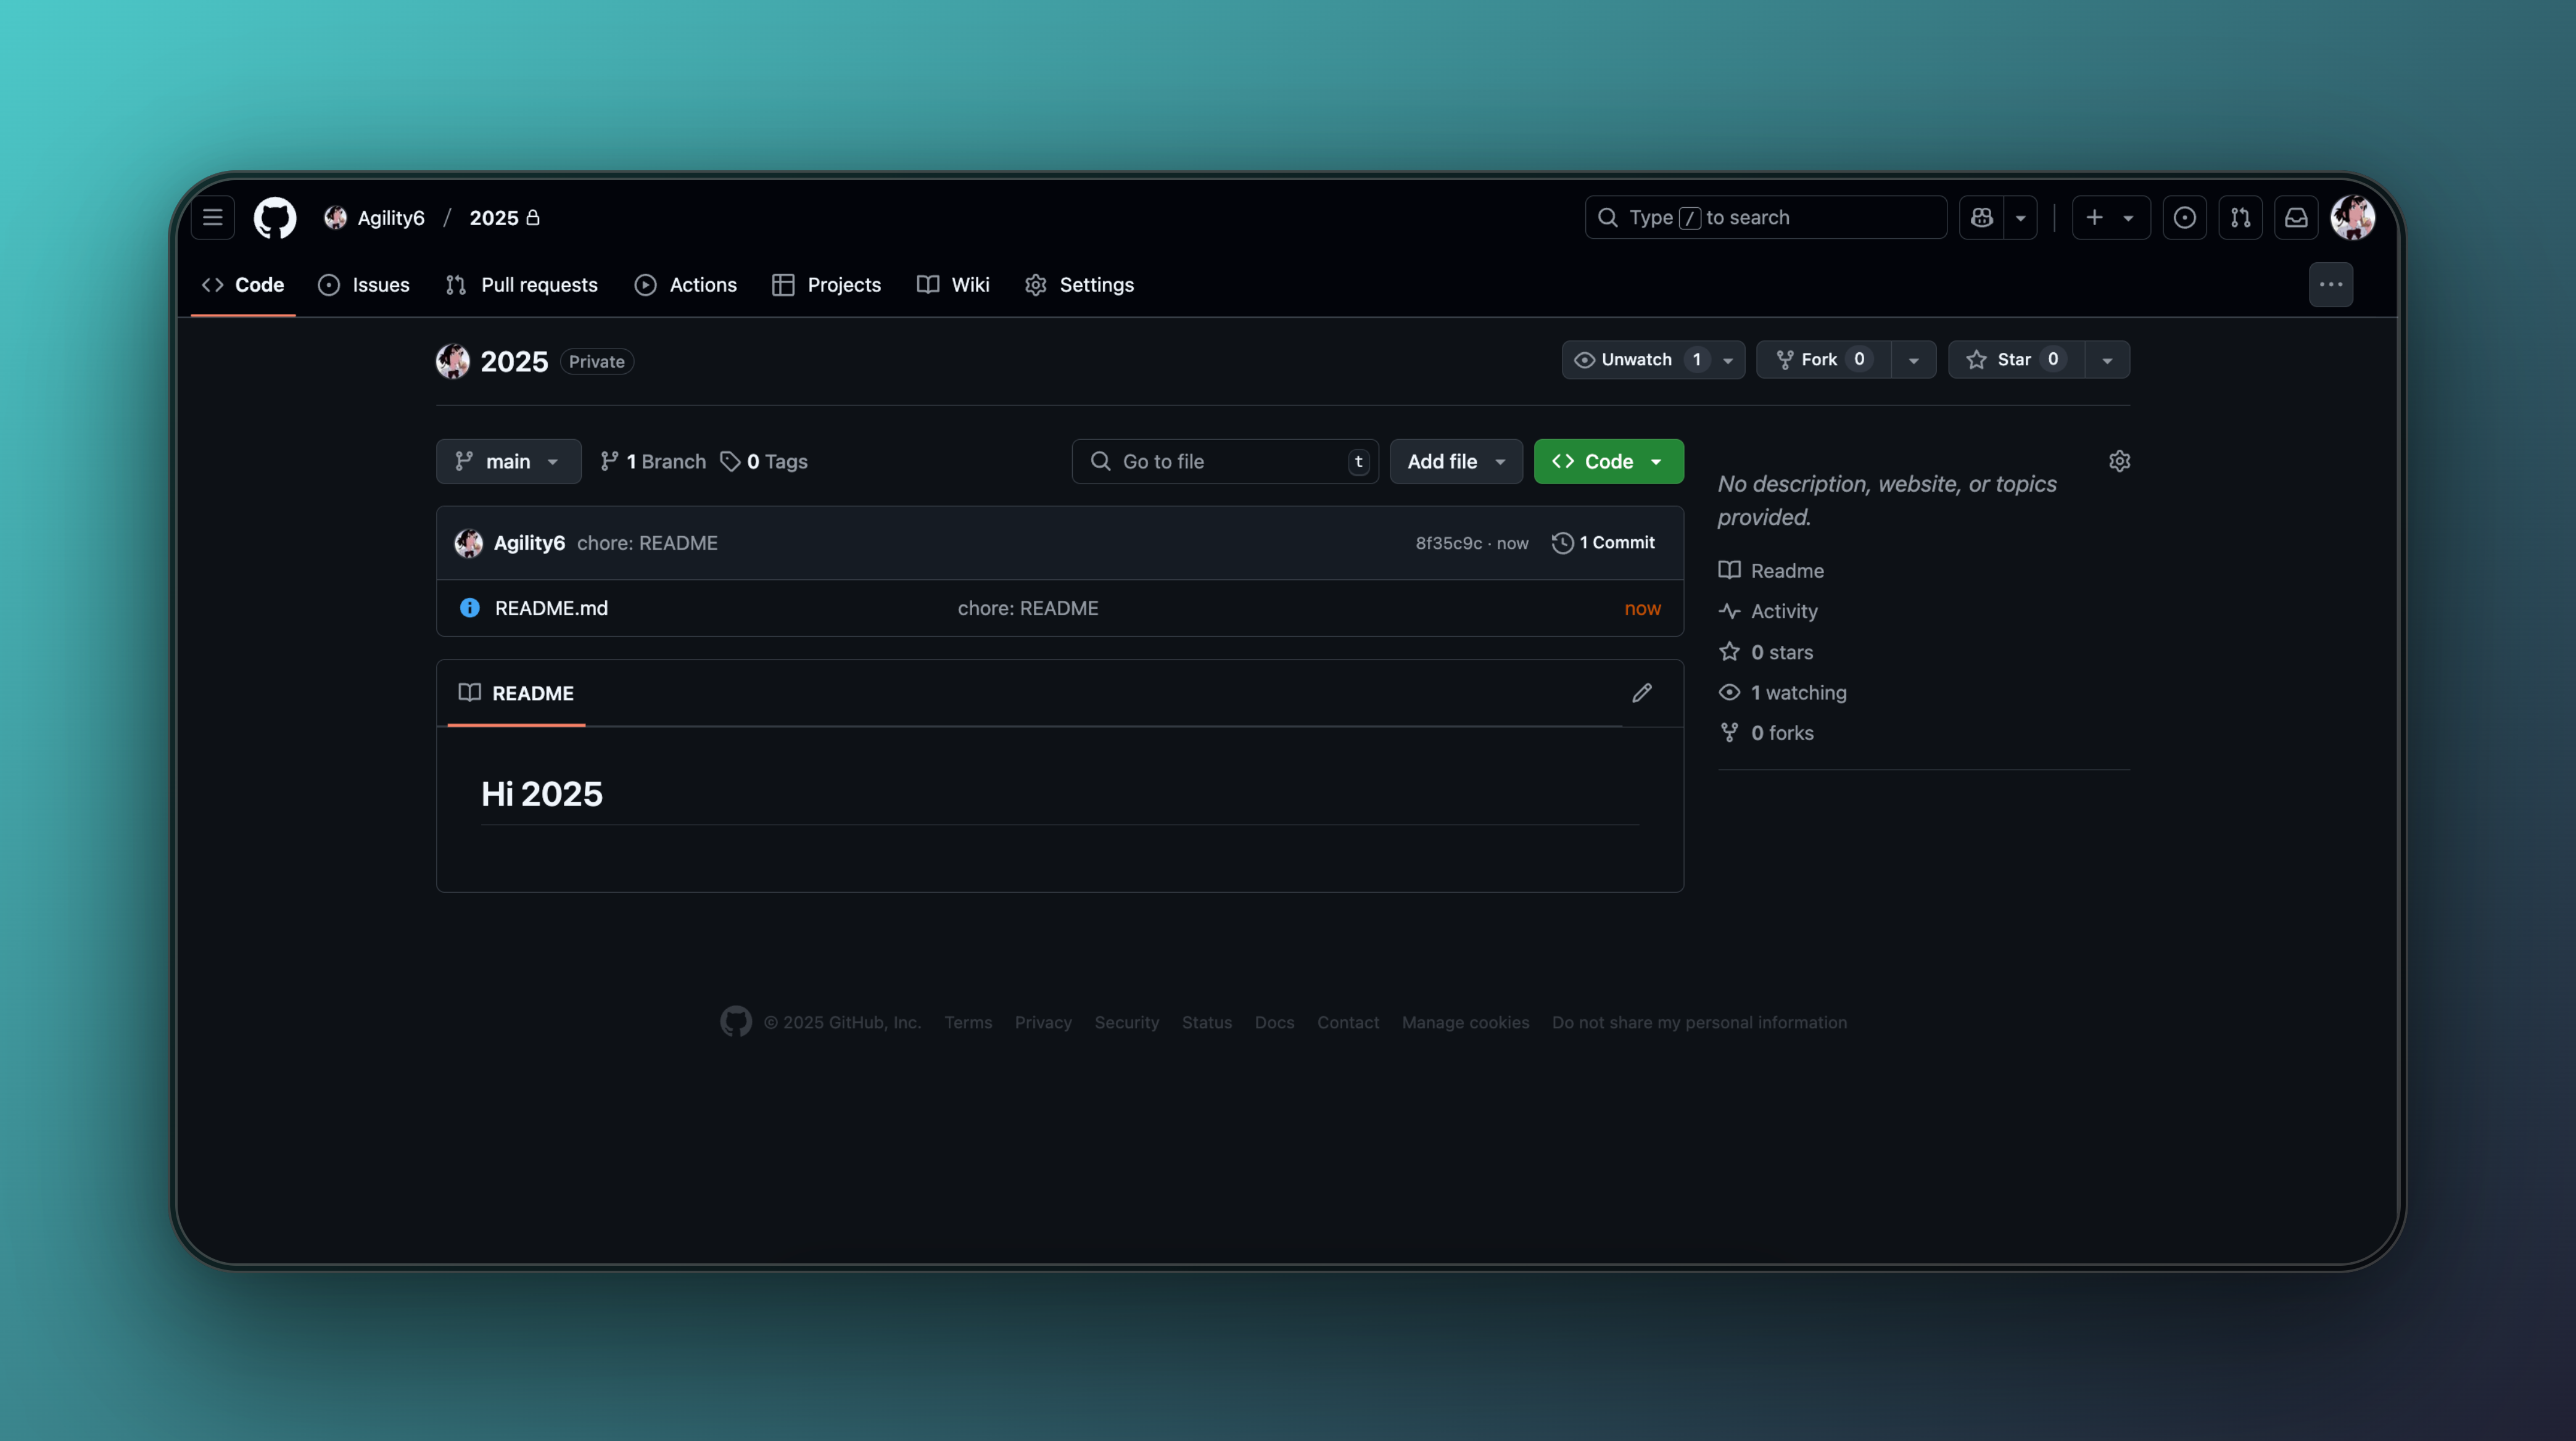 Agility6 / 2025
Type / to search
Code Issues Pull requests Actions Projects Wiki Settings
2025 Private
Unwatch 1 Fork 0 Star 0
main 1 Branch 0 Tags
Go to file t Add file Code
Agility6 chore: README 8f35c9c · now 1 Commit
README.md chore: README now
README
Hi 2025
No description, website, or topics
provided.
Readme
Activity
0 stars
1 watching
0 forks
© 2025 GitHub, Inc. Terms Privacy Security Status Docs Contact Manage cookies Do not share my personal information